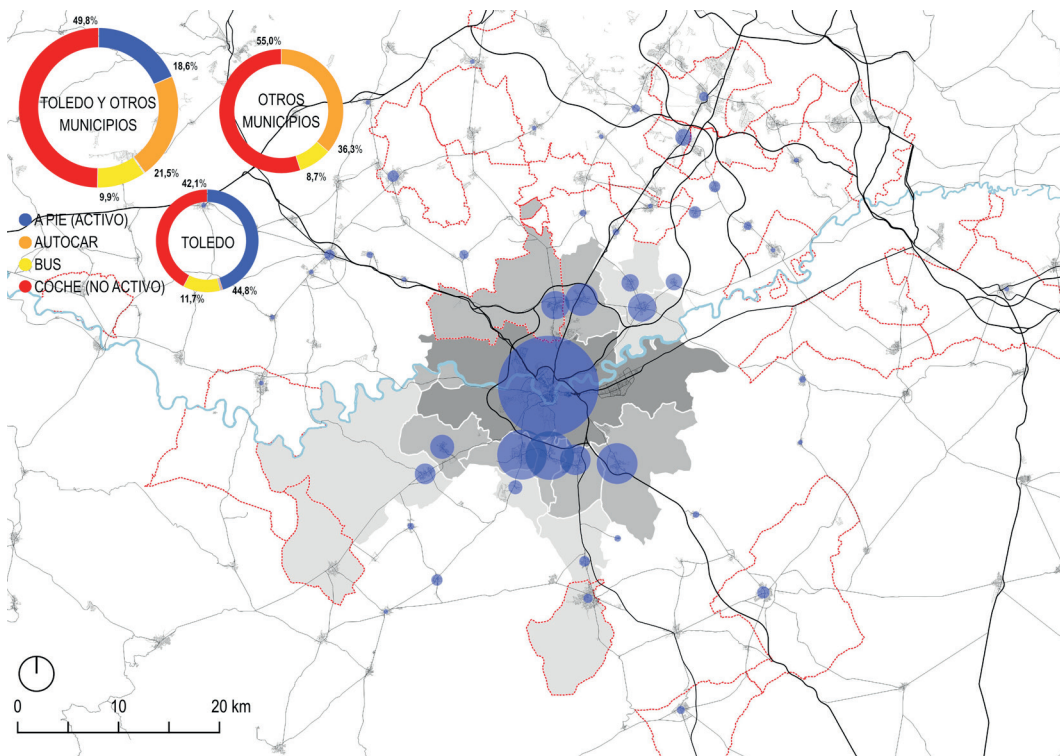 49,8%
18,6%
TOLEDO Y OTROS
MUNICIPIOS
21,5%
9,9%
55,0%
OTROS
MUNICIPIOS
36,3%
8,7%
42,1%
TOLEDO
11,7%
44,8%
A PIE (ACTIVO)
AUTOCAR
BUS
COCHE (NO ACTIVO)
0 10 20 km